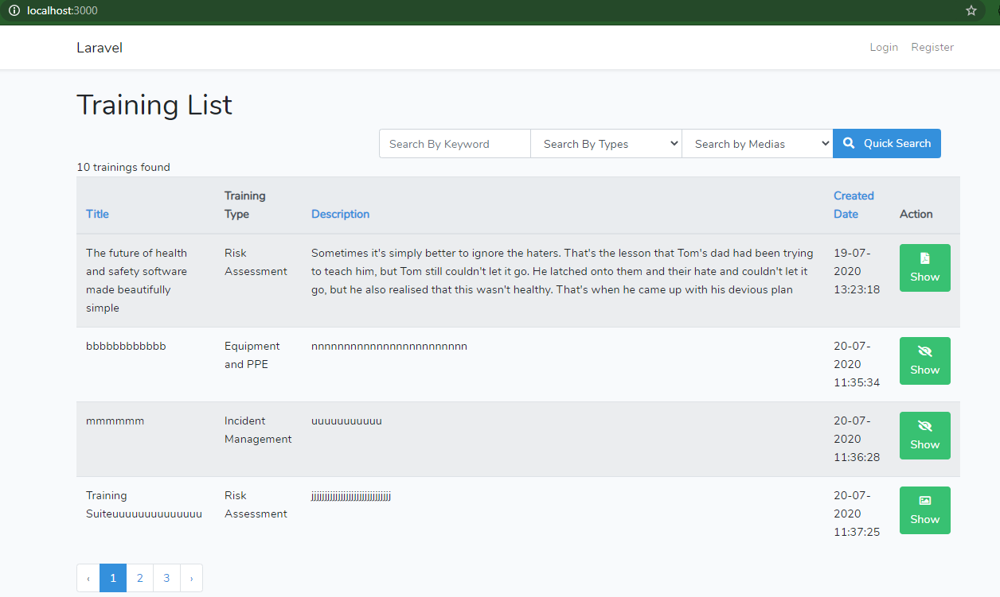 localhost:3000
Laravel
Login Register
Training List
Search By Keyword Search By Types Search by Medias Quick Search
10 trainings found
Title Training Type Description Created Date Action
The future of health
and safety software
made beautifully
simple
Risk
Assessment
Sometimes it's simply better to ignore the haters. That's the lesson that Tom's dad had been trying
to teach him, but Tom still couldn't let it go. He latched onto them and their hate and couldn't let it
go, but he also realised that this wasn't healthy. That's when he came up with his devious plan
19-07-
2020
13:23:18
Show
bbbbbbbbbbbb
Equipment
and PPE
nnnnnnnnnnnnnnnnnnnnnnnn
20-07-
2020
11:35:34
Show
mmmmmm
Incident
Management
uuuuuuuuuuu
20-07-
2020
11:36:28
Show
Training
Suiteuuuuuuuuuuuuuu
Risk
Assessment
jjjjjjjjjjjjjjjjjjjjjjjjjjjjjj
20-07-
2020
11:37:25
Show
‹ 1 2 3 ›